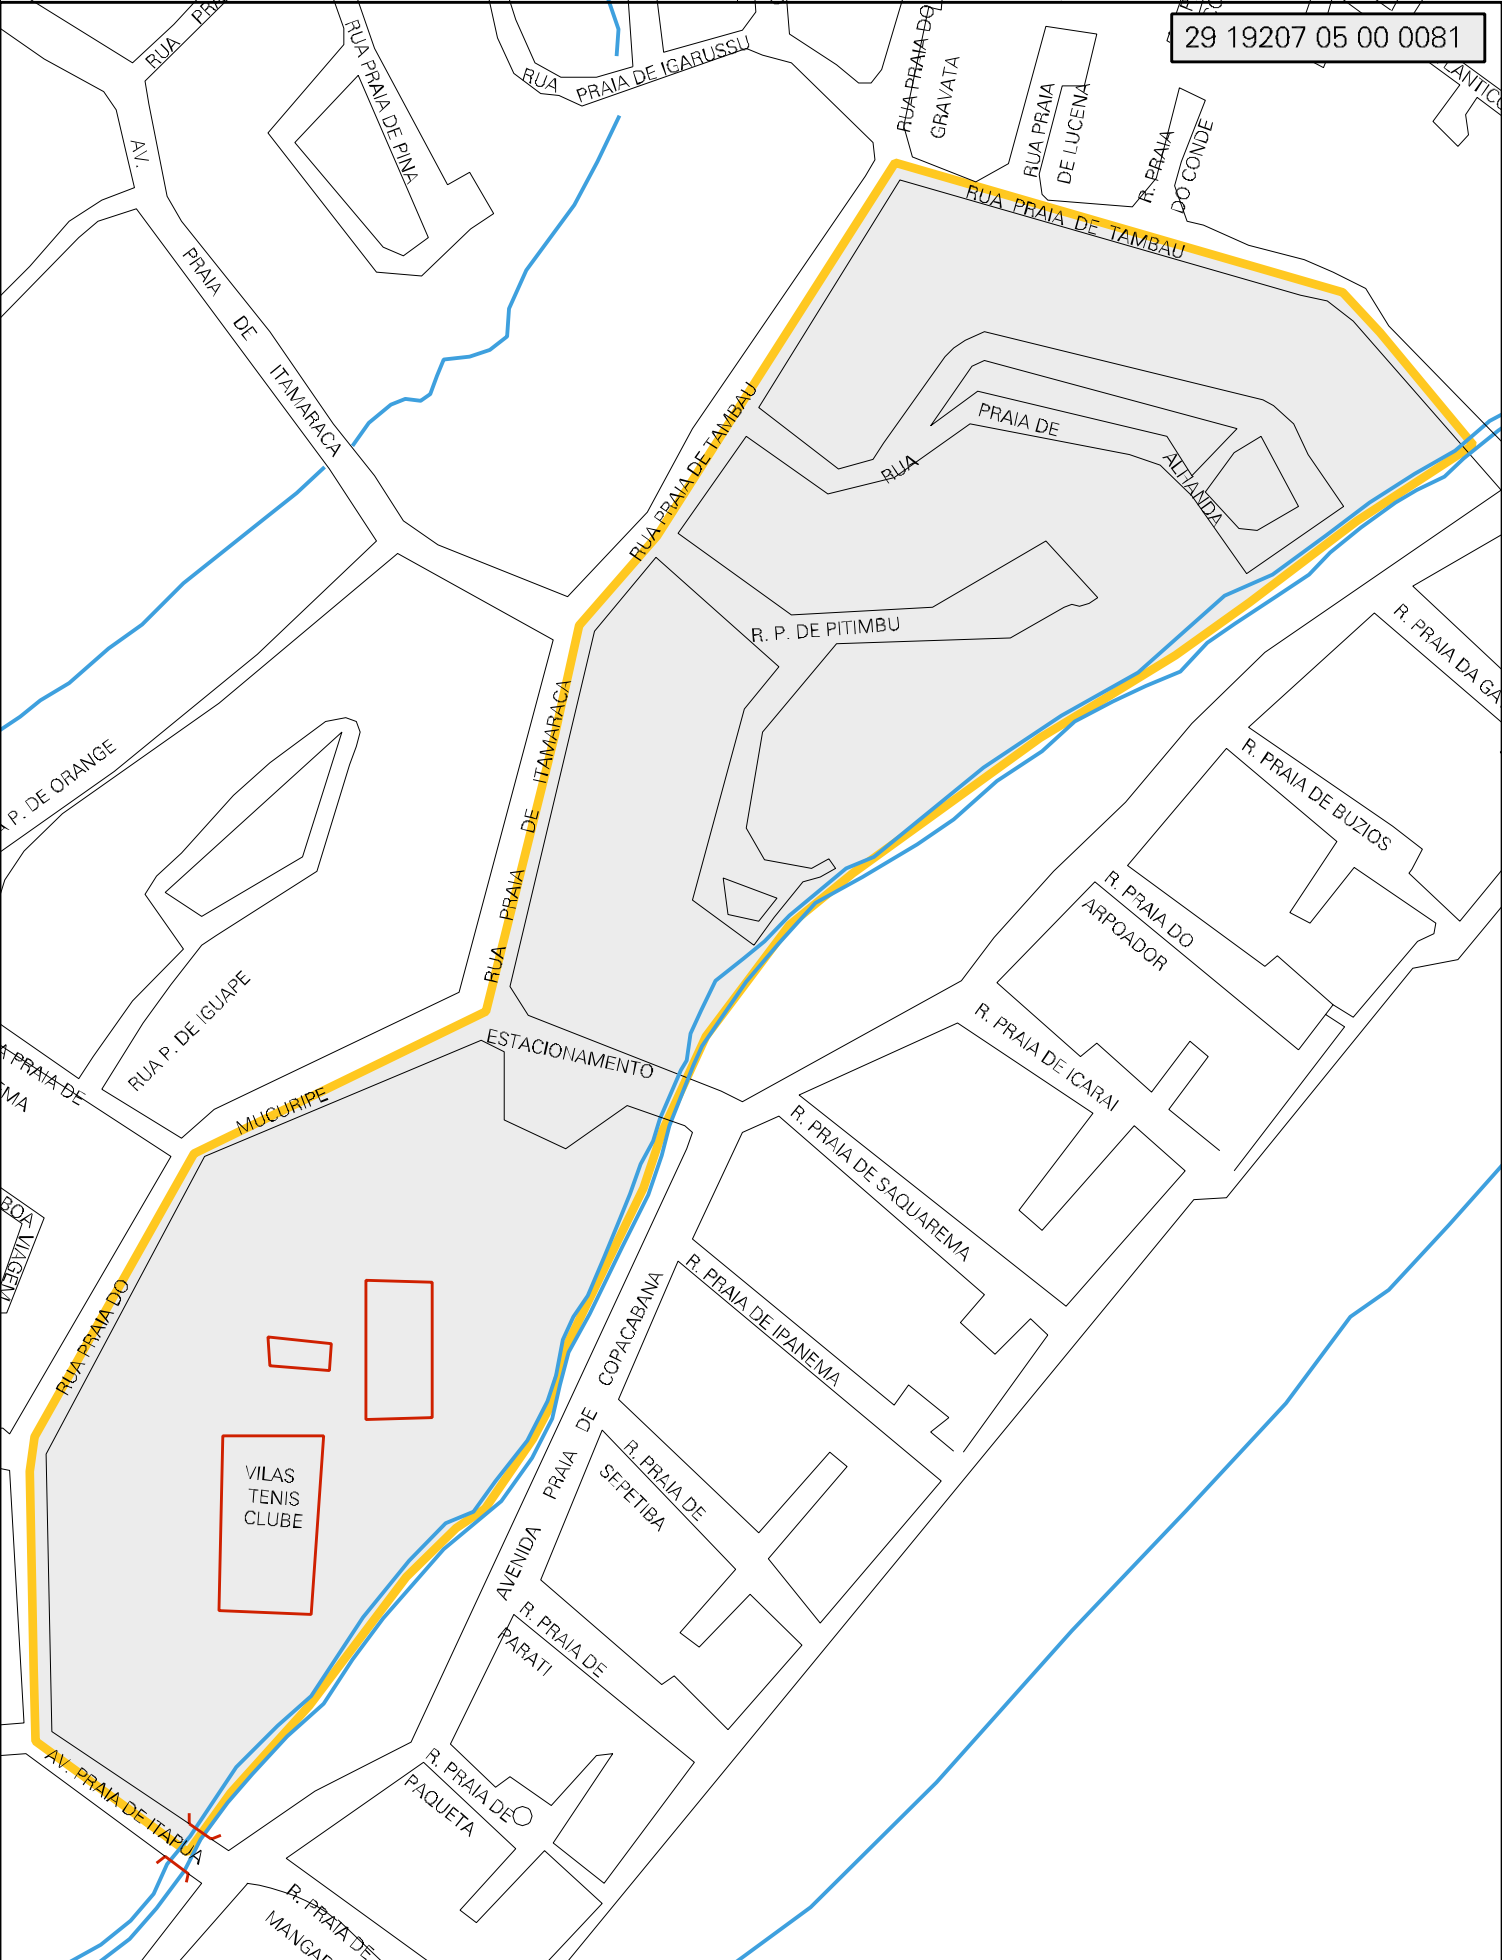 29 19207 05 00 0081
RUA
RUA PRAIA DE PINA
RUA PRAIA DE IGARUSSU
RUA PRAIA DO
GRAVATA
RUA PRAIA
DE LUCENA
R. PRAIA
DO CONDE
AV. PRAIA DE ITAMARACA
RUA PRAIA DE TAMBAU
RUA PRAIA DE TAMBAU
RUA PRAIA DE ALHANDA
R. P. DE PITIMBU
RUA PRAIA DE ITAMARACA
P. DE ORANGE
RUA P. DE IGUAPE
PRAIA DE
BOA VIAGEM
ESTACIONAMENTO
RUA PRAIA DO MUCURIPE
R. PRAIA DA
R. PRAIA DE BUZIOS
R. PRAIA DO
ARPOADOR
R. PRAIA DE ICARAI
R. PRAIA DE SAQUAREMA
R. PRAIA DE IPANEMA
AVENIDA PRAIA DE COPACABANA
R. PRAIA DE
SEPETIBA
VILAS
TENIS
CLUBE
R. PRAIA DE
PARATI
AV. PRAIA DE ITAPUA
R. PRAIA DE
PAQUETA
R. PRAIA DE